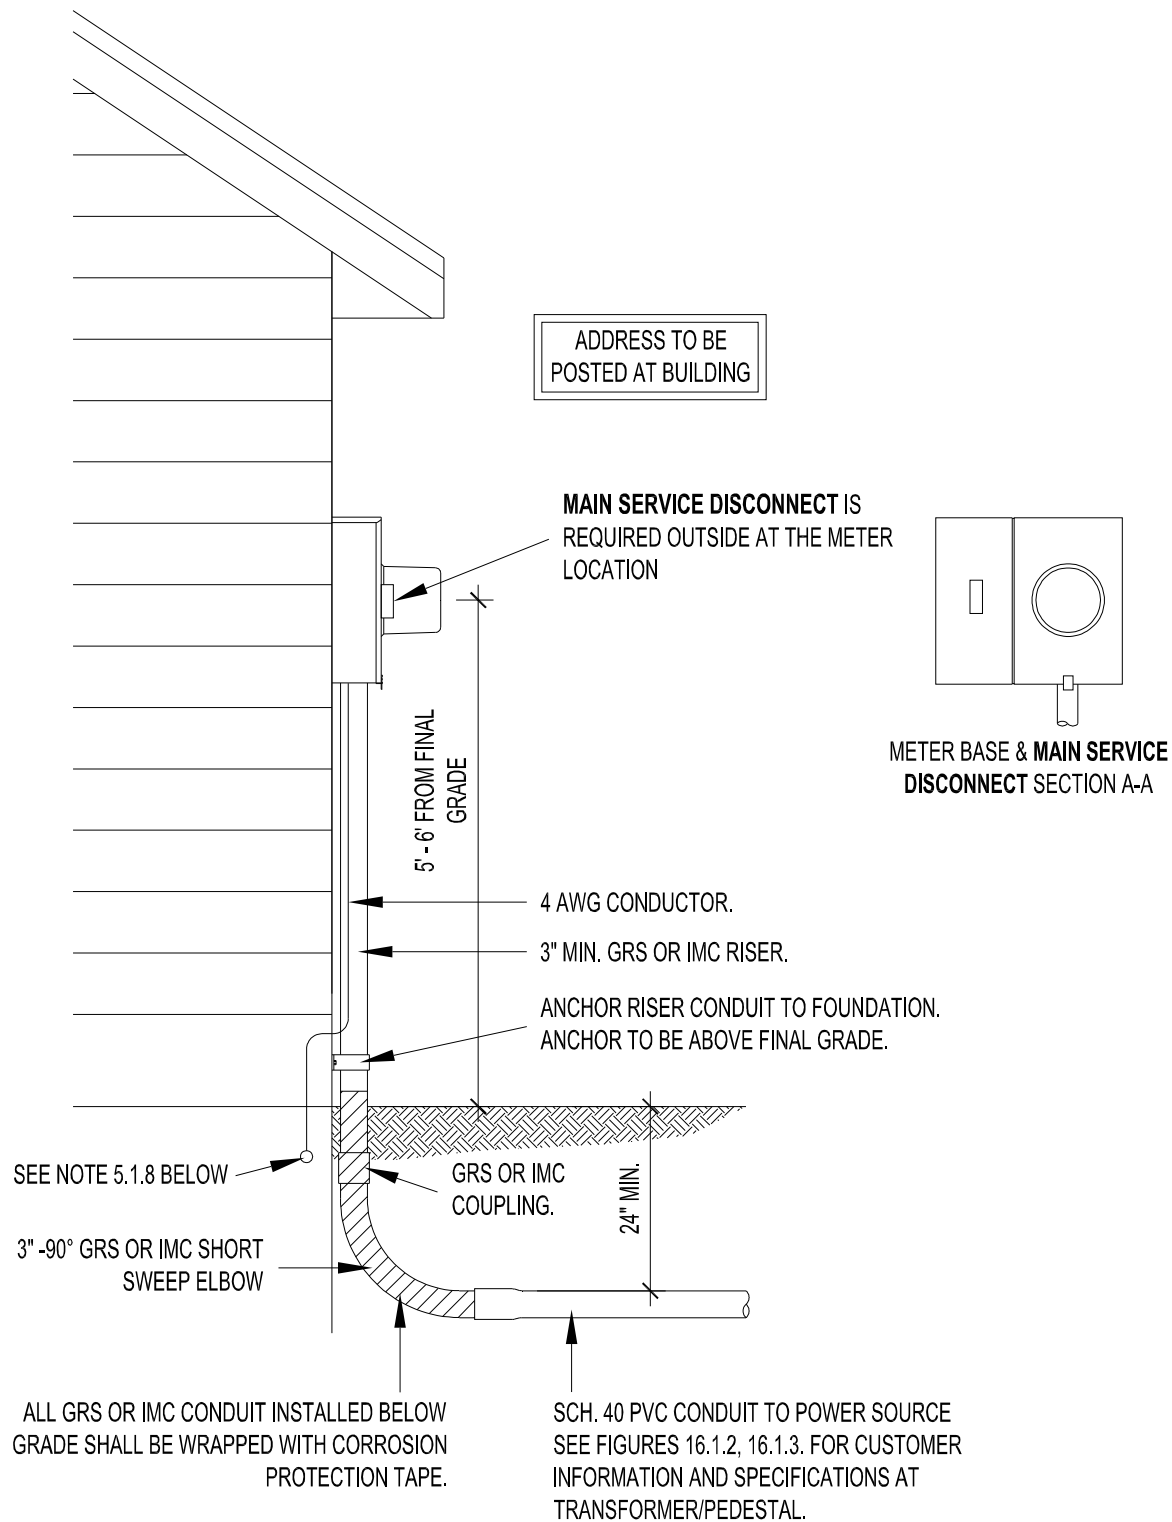 ADDRESS TO BE
POSTED AT BUILDING
MAIN SERVICE DISCONNECT IS
REQUIRED OUTSIDE AT THE METER
LOCATION
METER BASE & MAIN SERVICE
DISCONNECT SECTION A-A
5' - 6' FROM FINAL
GRADE
4 AWG CONDUCTOR.
3" MIN. GRS OR IMC RISER.
ANCHOR RISER CONDUIT TO FOUNDATION.
ANCHOR TO BE ABOVE FINAL GRADE.
SEE NOTE 5.1.8 BELOW
GRS OR IMC
COUPLING.
24" MIN.
3" -90° GRS OR IMC SHORT
SWEEP ELBOW
ALL GRS OR IMC CONDUIT INSTALLED BELOW
GRADE SHALL BE WRAPPED WITH CORROSION
PROTECTION TAPE.
SCH. 40 PVC CONDUIT TO POWER SOURCE
SEE FIGURES 16.1.2, 16.1.3. FOR CUSTOMER
INFORMATION AND SPECIFICATIONS AT
TRANSFORMER/PEDESTAL.